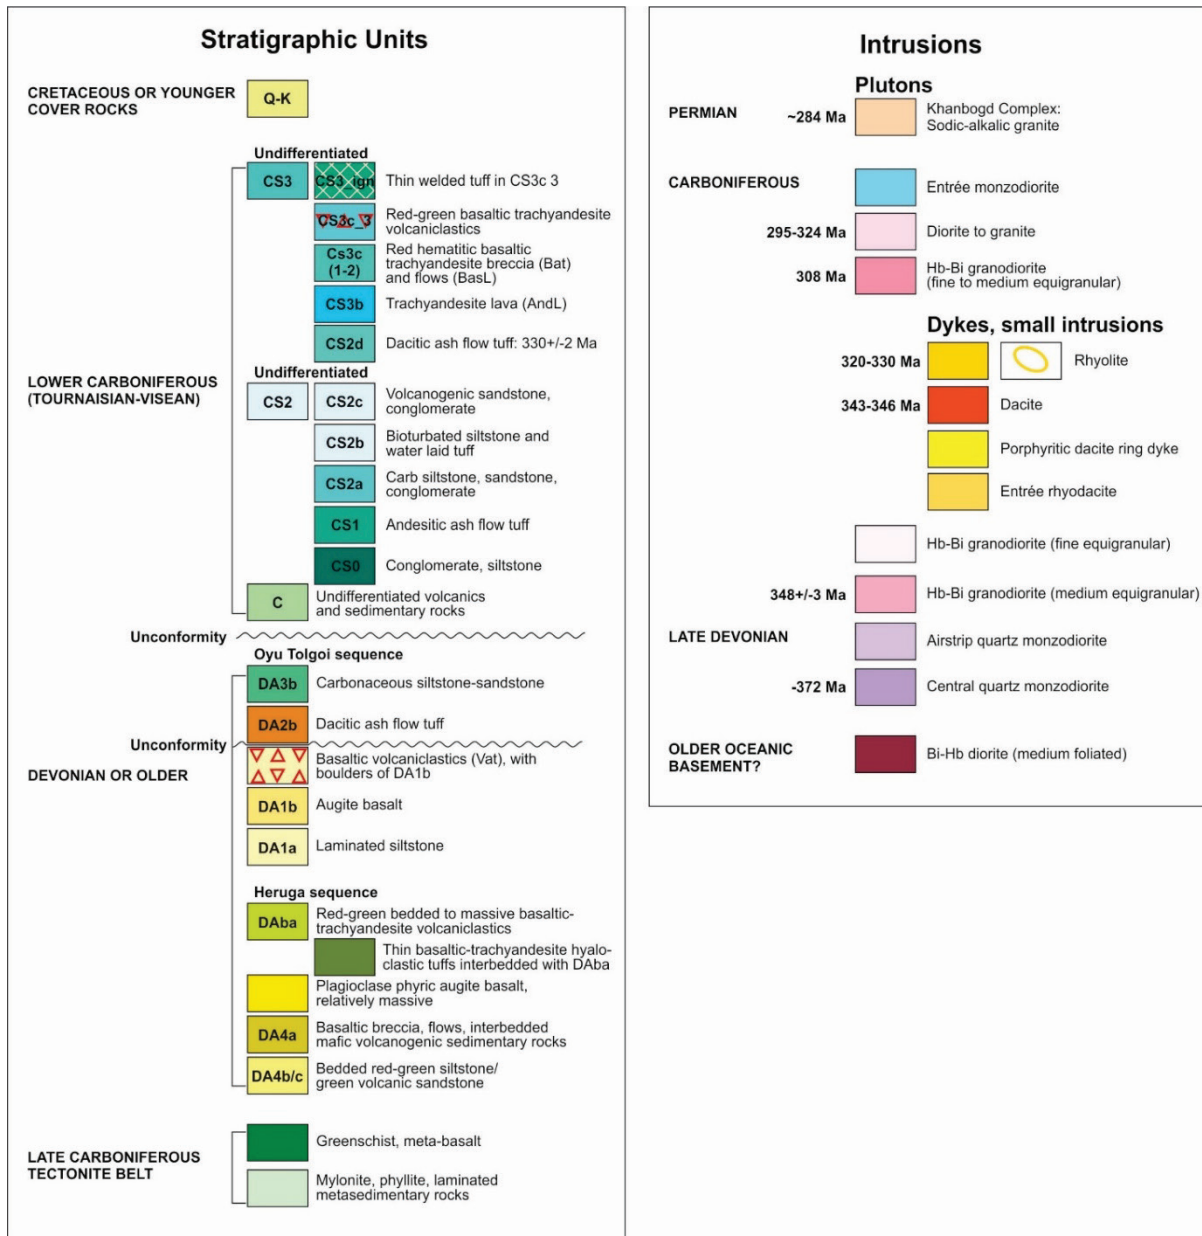 Stratigraphic Units
CRETACEOUS OR YOUNGER
COVER ROCKS
Q-K
Undifferentiated
CS3
CS3_ign
Thin welded tuff in CS3c 3
CS3c_3
Red-green basaltic trachyandesite
volcaniclastics
Cs3c
(1-2)
Red hematitic basaltic
trachyandesite breccia (Bat)
and flows (BasL)
CS3b
Trachyandesite lava (AndL)
CS2d
Dacitic ash flow tuff: 330+/-2 Ma
LOWER CARBONIFEROUS
(TOURNAISIAN-VISEAN)
Undifferentiated
CS2
CS2c
Volcanogenic sandstone,
conglomerate
CS2b
Bioturbated siltstone and
water laid tuff
CS2a
Carb siltstone, sandstone,
conglomerate
CS1
Andesitic ash flow tuff
CS0
Conglomerate, siltstone
C
Undifferentiated volcanics
and sedimentary rocks
Unconformity
Oyu Tolgoi sequence
DA3b
Carbonaceous siltstone-sandstone
DA2b
Dacitic ash flow tuff
Unconformity
DEVONIAN OR OLDER
Basaltic volcaniclastics (Vat), with
boulders of DA1b
DA1b
Augite basalt
DA1a
Laminated siltstone
Heruga sequence
DAba
Red-green bedded to massive basaltic-
trachyandesite volcaniclastics
Thin basaltic-trachyandesite hyalo-
clastic tuffs interbedded with DAba
Plagioclase phyric augite basalt,
relatively massive
DA4a
Basaltic breccia, flows, interbedded
mafic volcanogenic sedimentary rocks
DA4b/c
Bedded red-green siltstone/
green volcanic sandstone
LATE CARBONIFEROUS
TECTONITE BELT
Greenschist, meta-basalt
Mylonite, phyllite, laminated
metasedimentary rocks
Intrusions
Plutons
PERMIAN
~284 Ma
Khanbogd Complex:
Sodic-alkalic granite
CARBONIFEROUS
Entrée monzodiorite
295-324 Ma
Diorite to granite
308 Ma
Hb-Bi granodiorite
(fine to medium equigranular)
Dykes, small intrusions
320-330 Ma
Rhyolite
343-346 Ma
Dacite
Porphyritic dacite ring dyke
Entrée rhyodacite
Hb-Bi granodiorite (fine equigranular)
348+/-3 Ma
Hb-Bi granodiorite (medium equigranular)
LATE DEVONIAN
Airstrip quartz monzodiorite
-372 Ma
Central quartz monzodiorite
OLDER OCEANIC
BASEMENT?
Bi-Hb diorite (medium foliated)